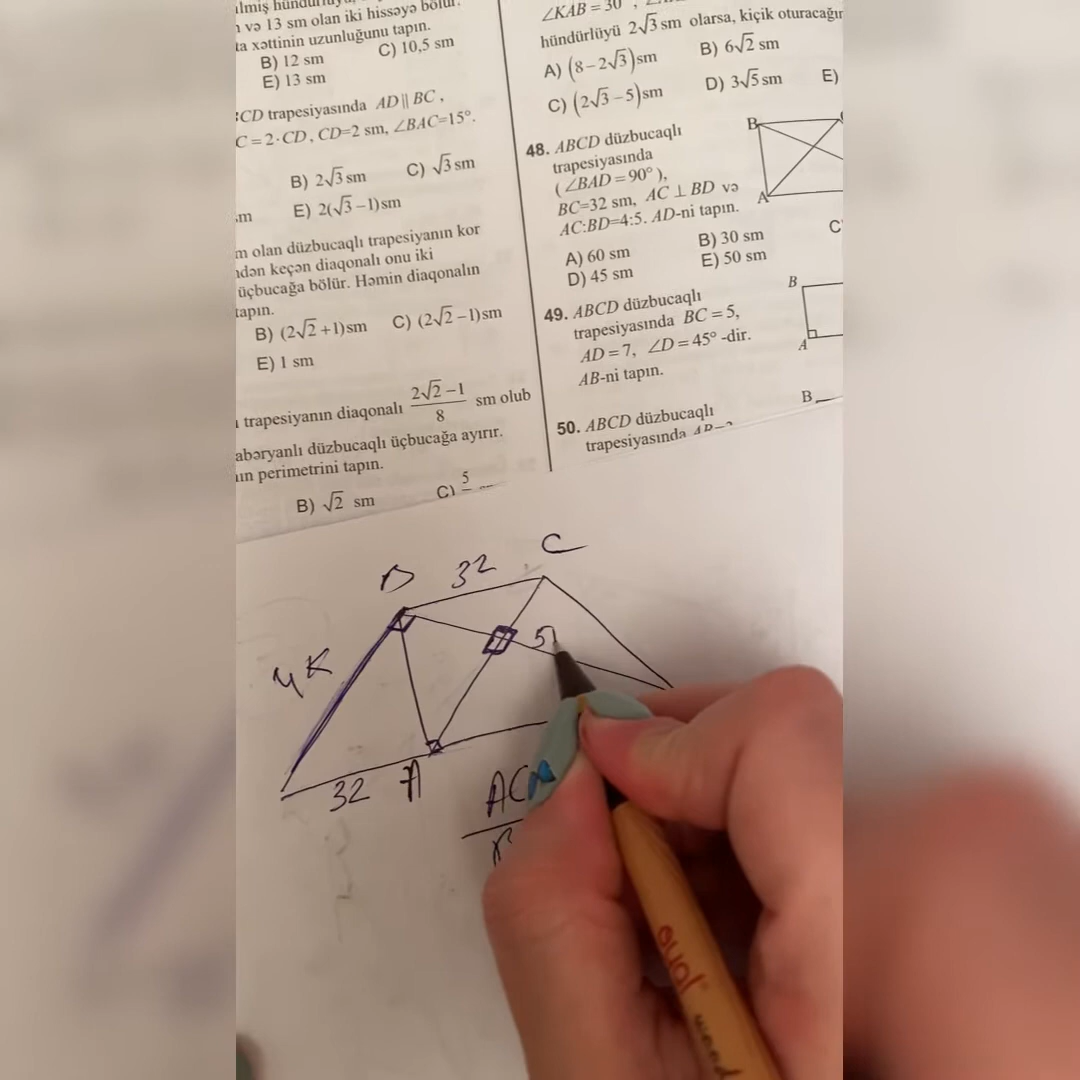 və 13 sm olan iki hissəyə bölür.
xəttinin uzunluğunu tapın.
B) 12 sm
C) 10,5 sm
E) 13 sm
CD trapesiyasında AD || BC,
C = 2·CD, CD=2 sm, ∠BAC=15°.
B) 2√3 sm
C) √3 sm
E) 2(√3 −1) sm
m olan düzbucaqlı trapesiyanın kor
keçən diaqonalı onu iki
üçbucağa bölür. Həmin diaqonalın
tapın.
B) (2√2 +1) sm
C) (2√2 −1) sm
E) 1 sm
trapesiyanın diaqonalı (2√2 −1)/8 sm olub
düzbucaqlı üçbucağa ayırır.
perimetrini tapın.
B) √2 sm
C) 5
∠KAB = 30°,
hündürlüyü 2√3 sm olarsa, kiçik oturacağın
A) (8−2√3) sm
B) 6√2 sm
C) (2√3 −5) sm
D) 3√5 sm
E)
48. ABCD düzbucaqlı
trapesiyasında
(∠BAD = 90°),
BC=32 sm, AC ⊥ BD və
AC:BD=4:5. AD-ni tapın.
A) 60 sm
B) 30 sm
C
D) 45 sm
E) 50 sm
B
A
49. ABCD düzbucaqlı
trapesiyasında BC = 5,
AD = 7, ∠D = 45° -dir.
AB-ni tapın.
B
A
50. ABCD düzbucaqlı
trapesiyasında
B
B 32 C
4K
5
32 A
AC